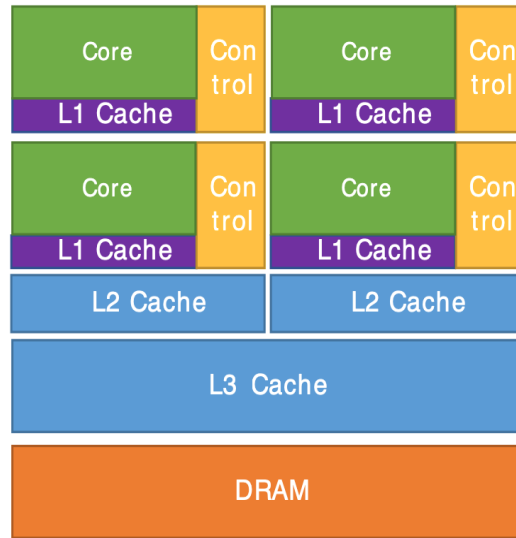 Core
Con
trol
L1 Cache
Core
Con
trol
L1 Cache
Core
Con
trol
L1 Cache
Core
Con
trol
L1 Cache
L2 Cache
L2 Cache
L3 Cache
DRAM